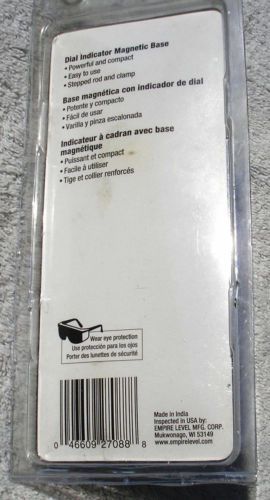 Dial Indicator Magnetic Base
• Powerful and compact
• Easy to use
• Stepped rod and clamp
Base magnética con indicador de dial
• Potente y compacto
• Fácil de usar
• Varilla y pinza escalonada
Indicateur à cadran avec base
magnétique
• Puissant et compact
• Facile à utiliser
• Tige et collier renforcés
Wear eye protection
Use protección para los ojos
Porter des lunettes de sécurité
Made in India
Inspected in USA by:
EMPIRE LEVEL MFG. CORP.
Mukwonago, WI 53149
www.empirelevel.com
0 46609 27088 8